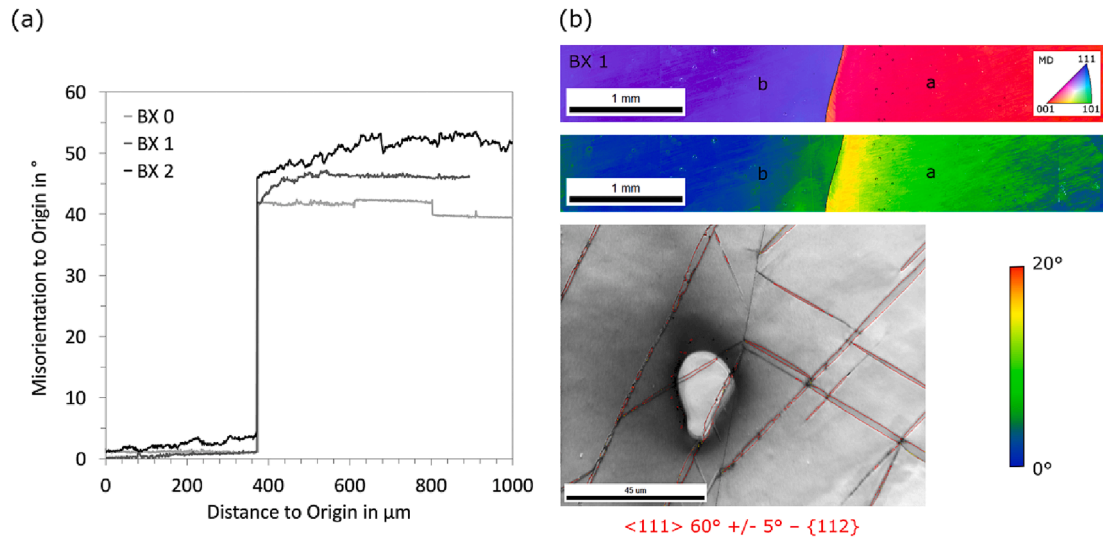 (a)
60
50
40
30
20
10
0
BX 0
BX 1
BX 2
Misorientation to Origin in °
0 200 400 600 800 1000
Distance to Origin in µm
(b)
BX 1
b
a
1 mm
MD 111
001 101
b
a
1 mm
45 um
20°
0°
<111> 60° +/- 5° – {112}